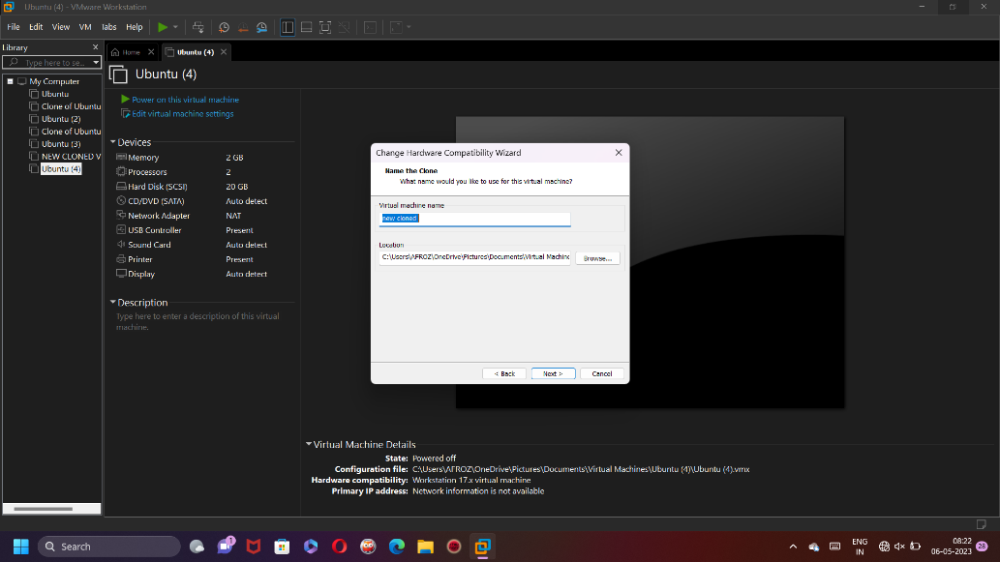 Ubuntu (4) - VMware Workstation
File Edit View VM Tabs Help
Library
Type here to se...
Home
Ubuntu (4)
My Computer
Ubuntu
Clone of Ubuntu
Ubuntu (2)
Clone of Ubuntu
Ubuntu (3)
NEW CLONED V
Ubuntu (4)
Ubuntu (4)
Power on this virtual machine
Edit virtual machine settings
Devices
Memory 2 GB
Processors 2
Hard Disk (SCSI) 20 GB
CD/DVD (SATA) Auto detect
Network Adapter NAT
USB Controller Present
Sound Card Auto detect
Printer Present
Display Auto detect
Description
Type here to enter a description of this virtual
machine.
Change Hardware Compatibility Wizard
Name the Clone
What name would you like to use for this virtual machine?
Virtual machine name
new cloned
Location
C:\Users\AFROZ\OneDrive\Pictures\Documents\Virtual Machine
Browse...
< Back Next > Cancel
Virtual Machine Details
State: Powered off
Configuration file: C:\Users\AFROZ\OneDrive\Pictures\Documents\Virtual Machines\Ubuntu (4)\Ubuntu (4).vmx
Hardware compatibility: Workstation 17.x virtual machine
Primary IP address: Network information is not available
Search
1
ENG
IN
08:22
06-05-2023
28